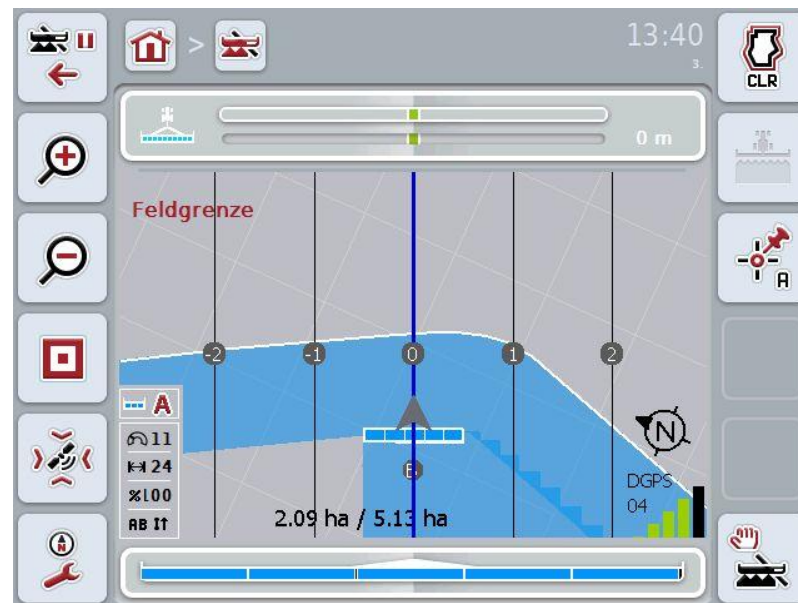 13:40
3.
CLR
0 m
Feldgrenze
-2
-1
0
1
2
A
A
11
24
%100
AB
N
B
DGPS
04
2.09 ha / 5.13 ha
N